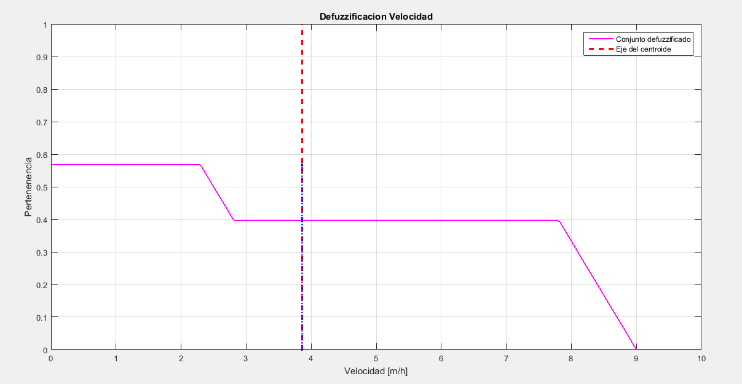 Defuzzificacion Velocidad
Conjunto defuzzificado
Eje del centroide
Pertenenencia
1
0.9
0.8
0.7
0.6
0.5
0.4
0.3
0.2
0.1
0
0 1 2 3 4 5 6 7 8 9 10
Velocidad [m/h]